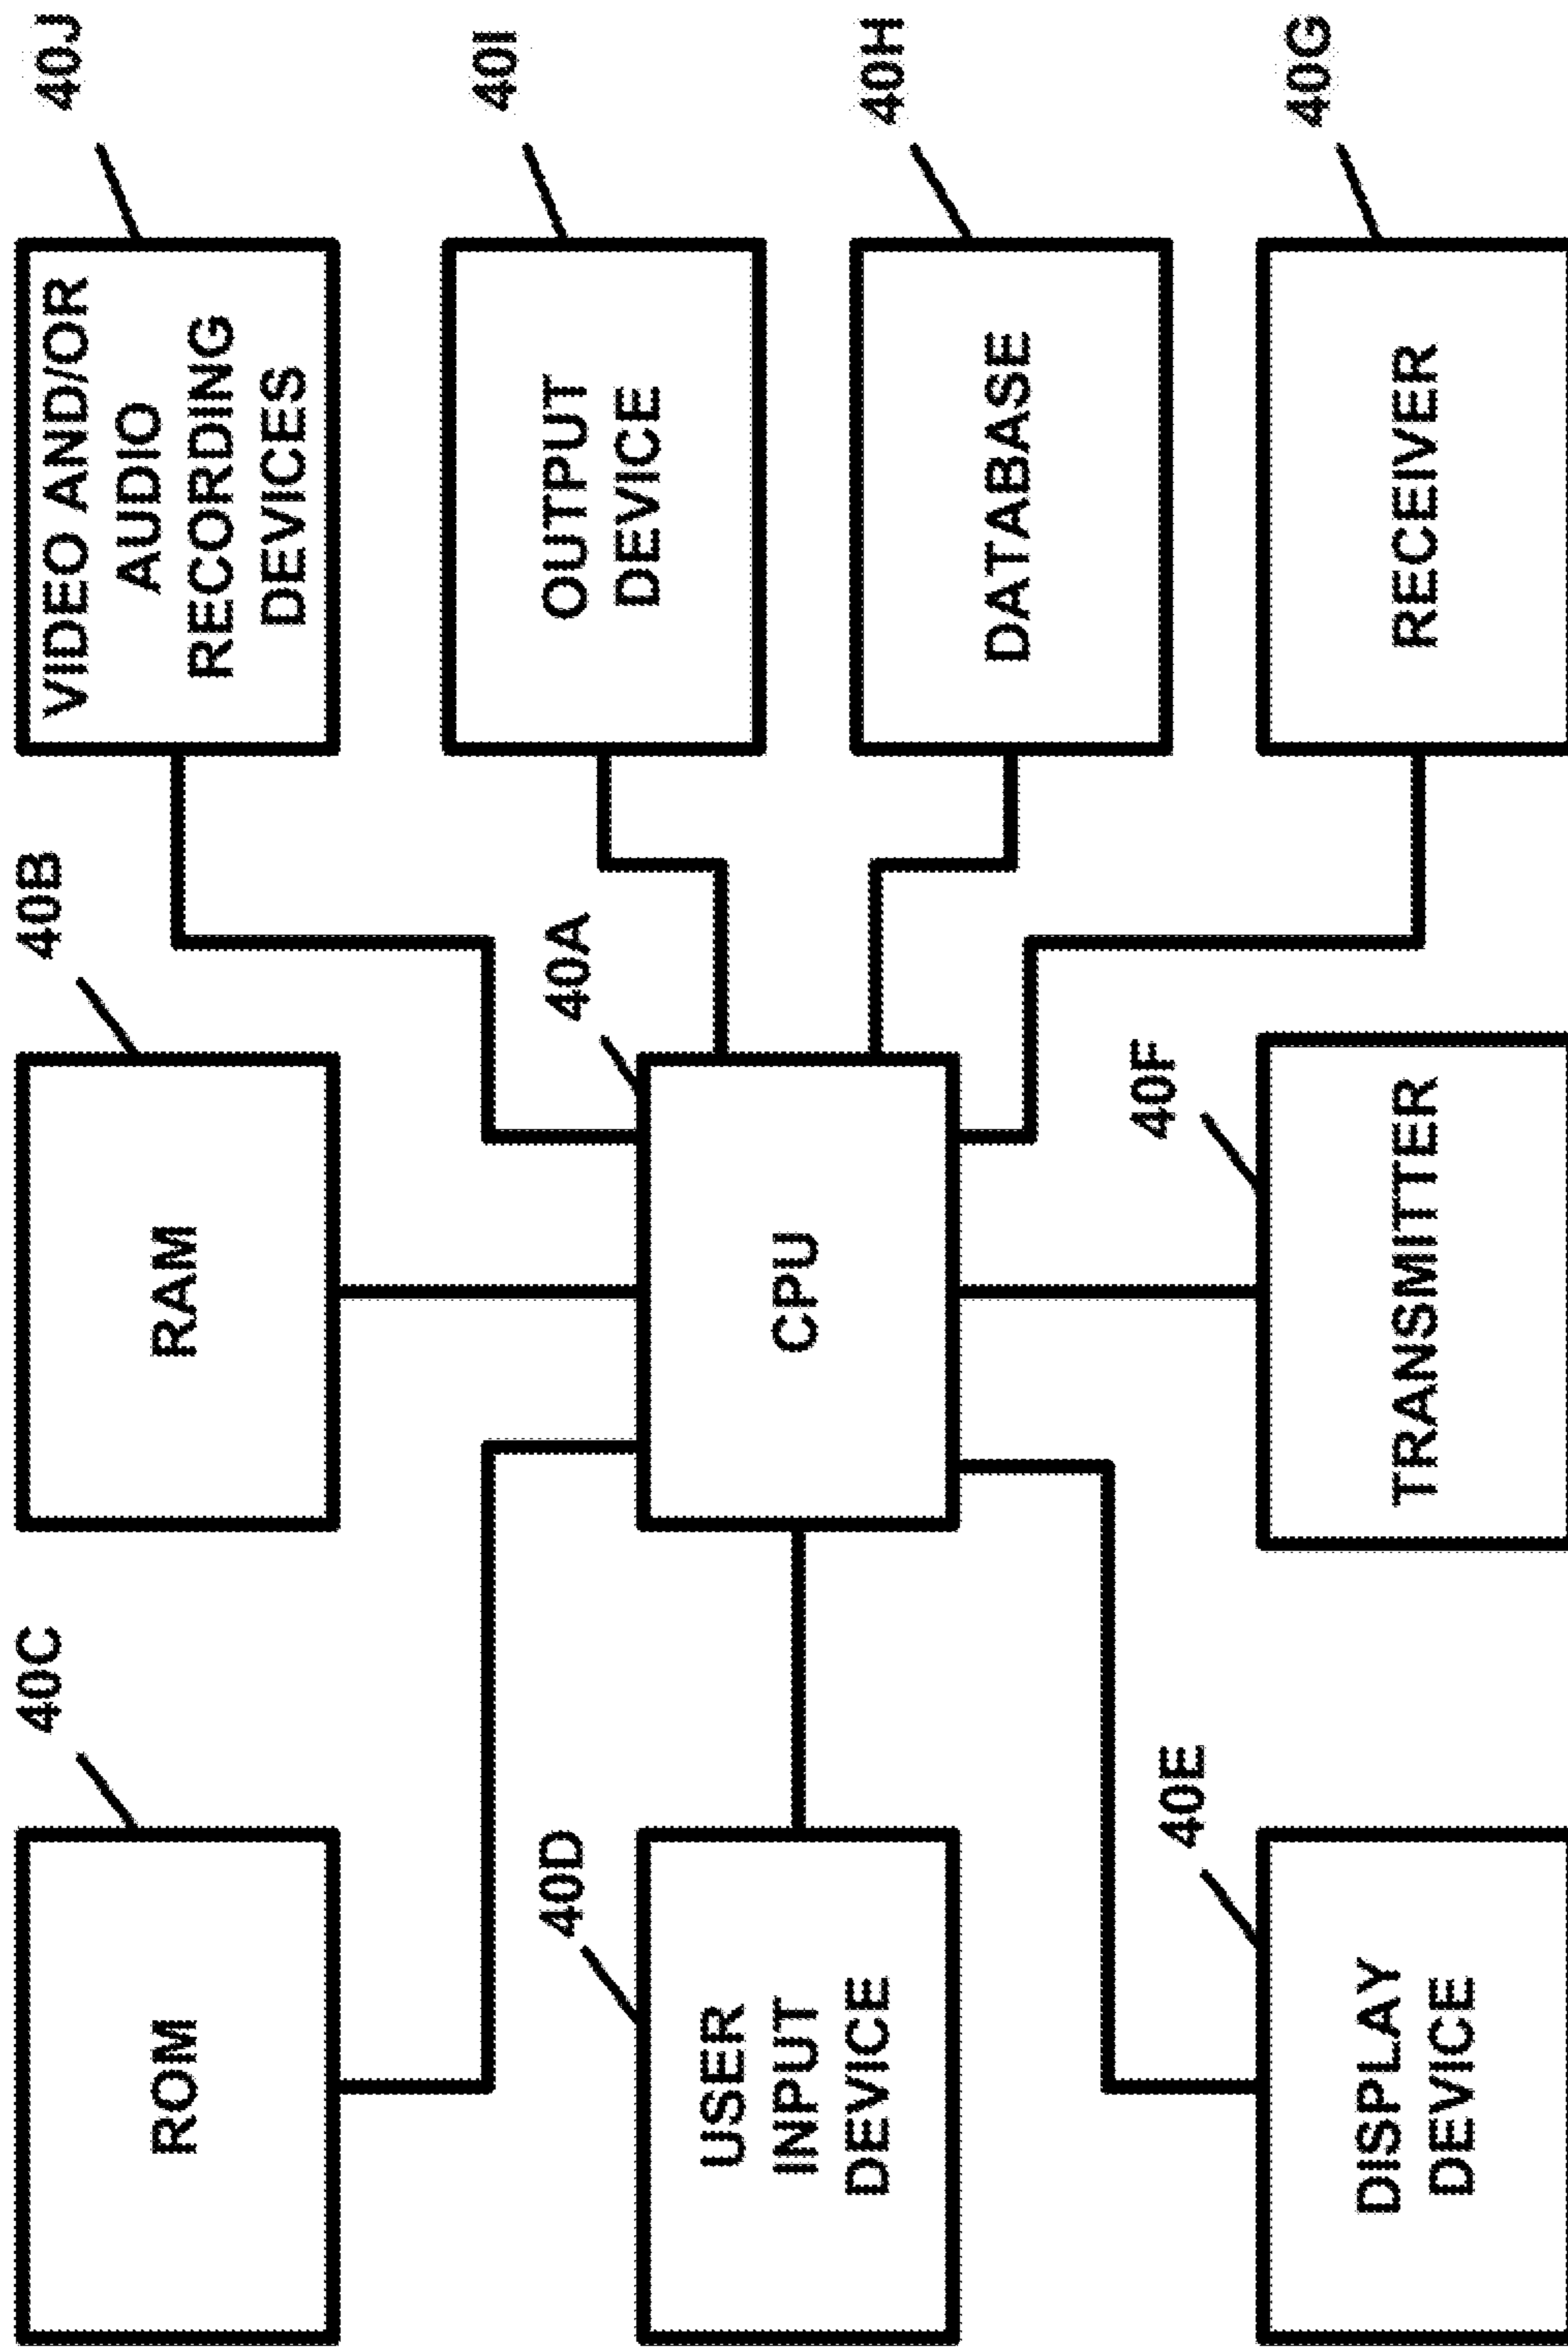 40C
ROM
40B
RAM
40J
VIDEO AND/OR
AUDIO
RECORDING
DEVICES
40D
USER
INPUT
DEVICE
40A
CPU
40I
OUTPUT
DEVICE
40H
DATABASE
40E
DISPLAY
DEVICE
40F
TRANSMITTER
40G
RECEIVER